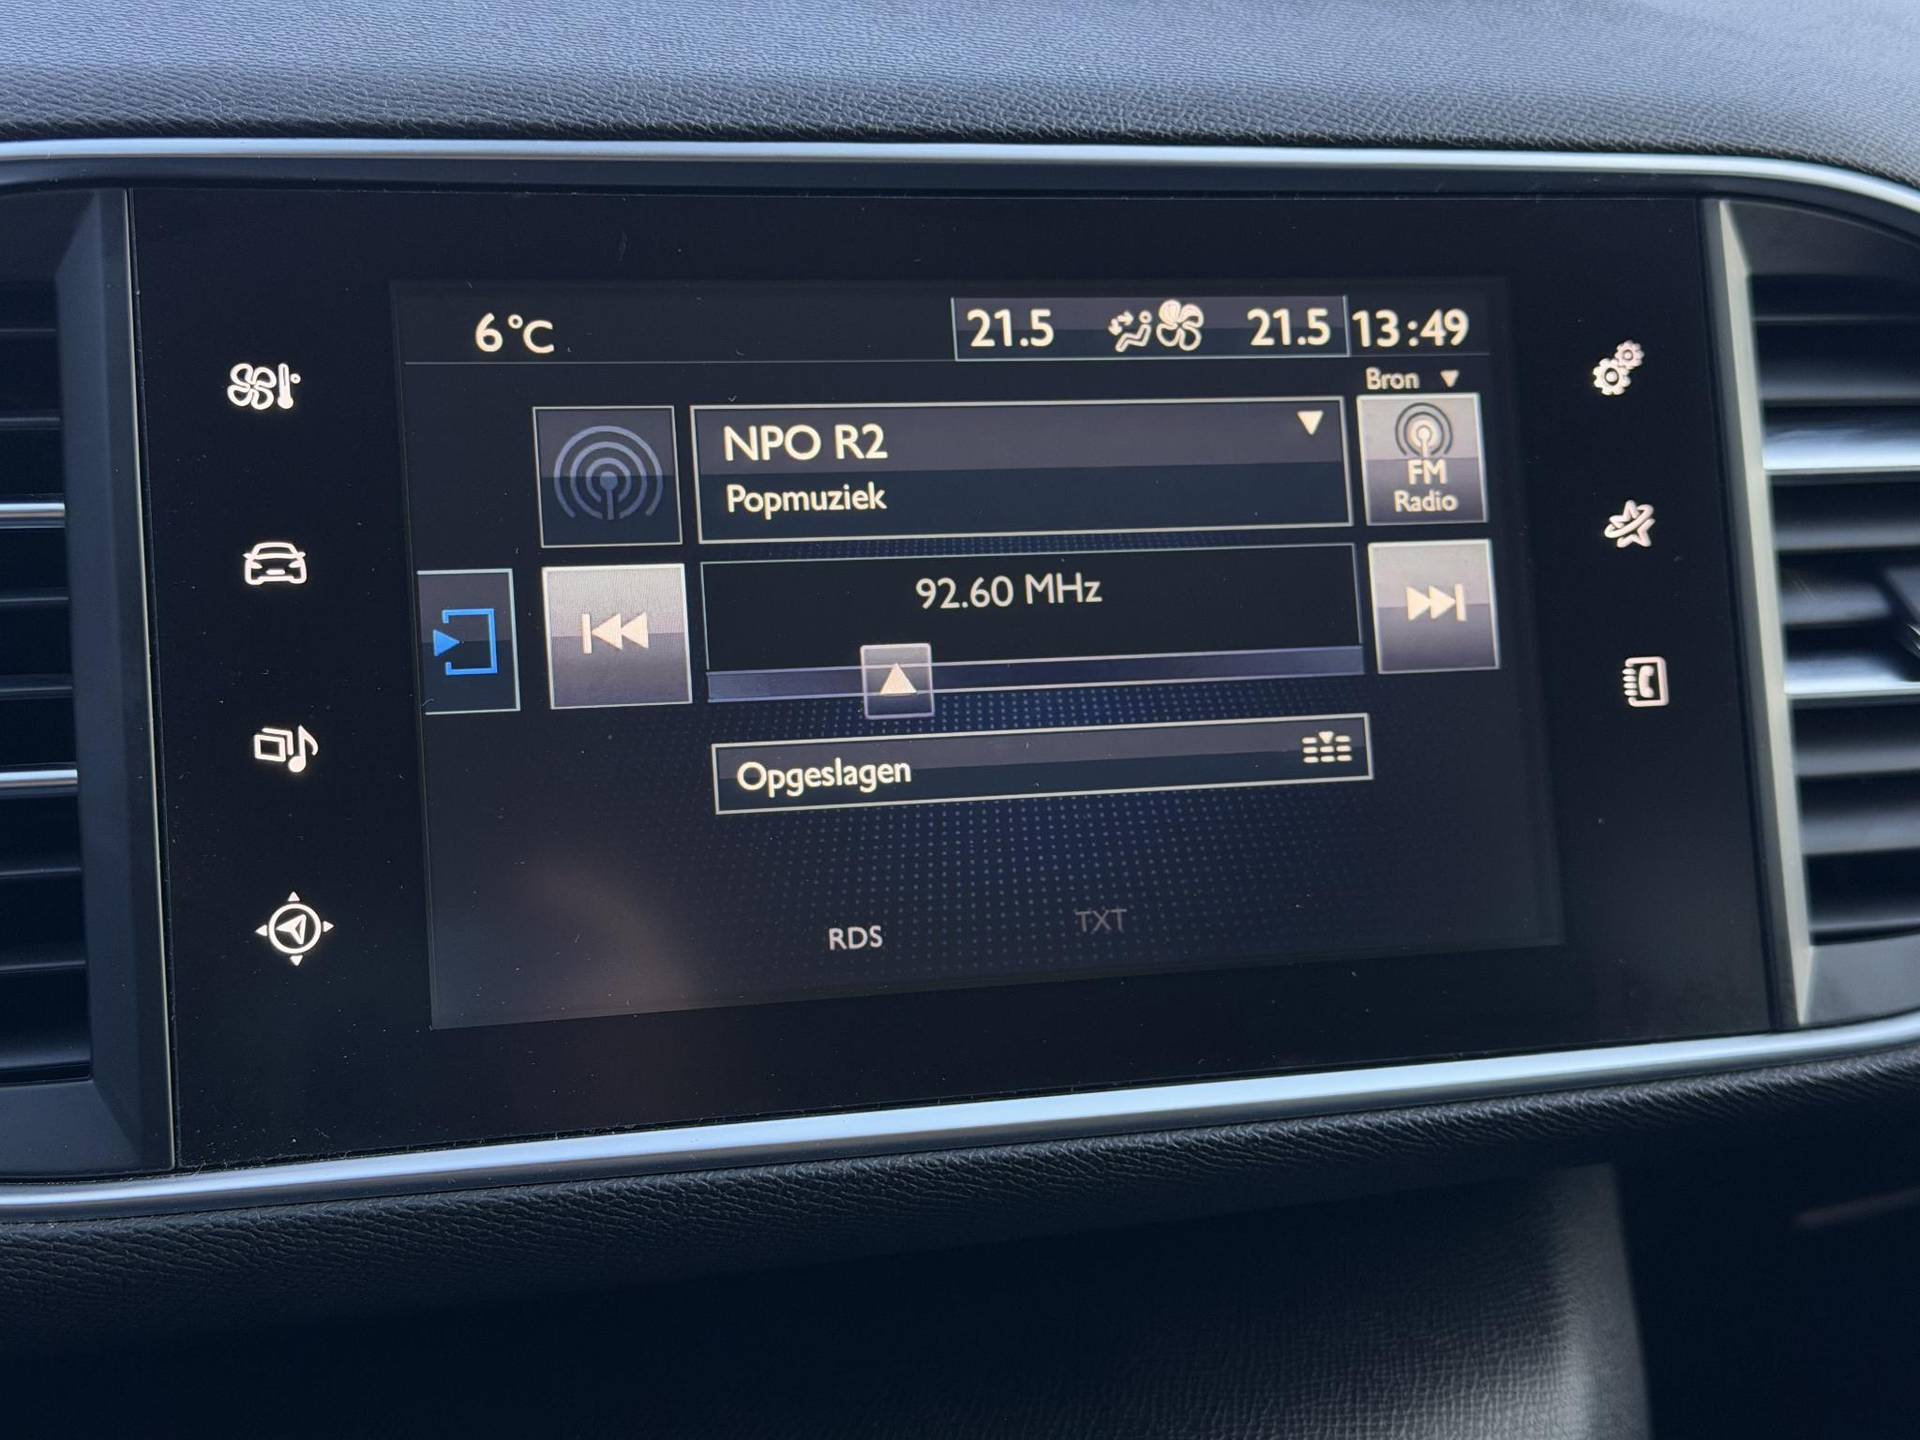 6°C 21.5 21.5 13:49
Bron
NPO R2
Popmuziek
FM
Radio
92.60 MHz
Opgeslagen
RDS TXT